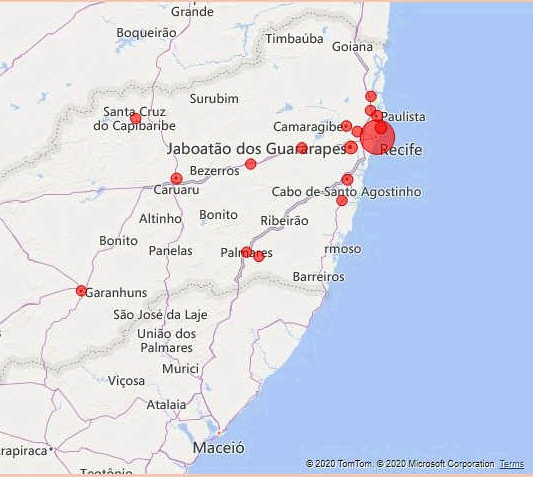 Grande
Boqueirão
Timbaúba
Goiana
Surubim
Santa Cruz
do Capibaribe
Paulista
Camaragibe
Jaboatão dos Guararapes
Recife
Bezerros
Caruaru
Cabo de Santo Agostinho
Altinho
Bonito
Ribeirão
Bonito
Panelas
Palmares
rmoso
Barreiros
Garanhuns
São José da Laje
União dos
Palmares
Murici
Viçosa
Atalaia
Maceió
rapiraca
Teotônio
© 2020 TomTom, © 2020 Microsoft Corporation Terms